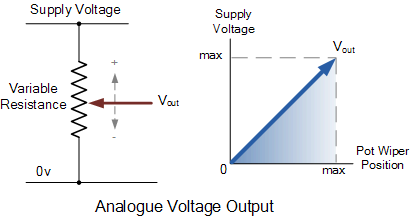 Supply Voltage
Variable
Resistance
+
-
Vout
0v
Supply
Voltage
max
Vout
0
max
Pot Wiper
Position
Analogue Voltage Output